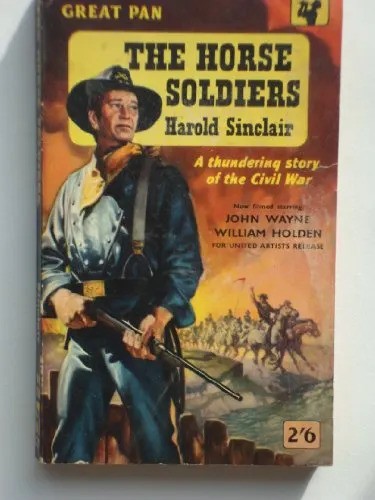 GREAT PAN
THE HORSE
SOLDIERS
Harold Sinclair
A thundering story
of the Civil War
Now filmed starring
JOHN WAYNE
WILLIAM HOLDEN
FOR UNITED ARTISTS RELEASE
2'6